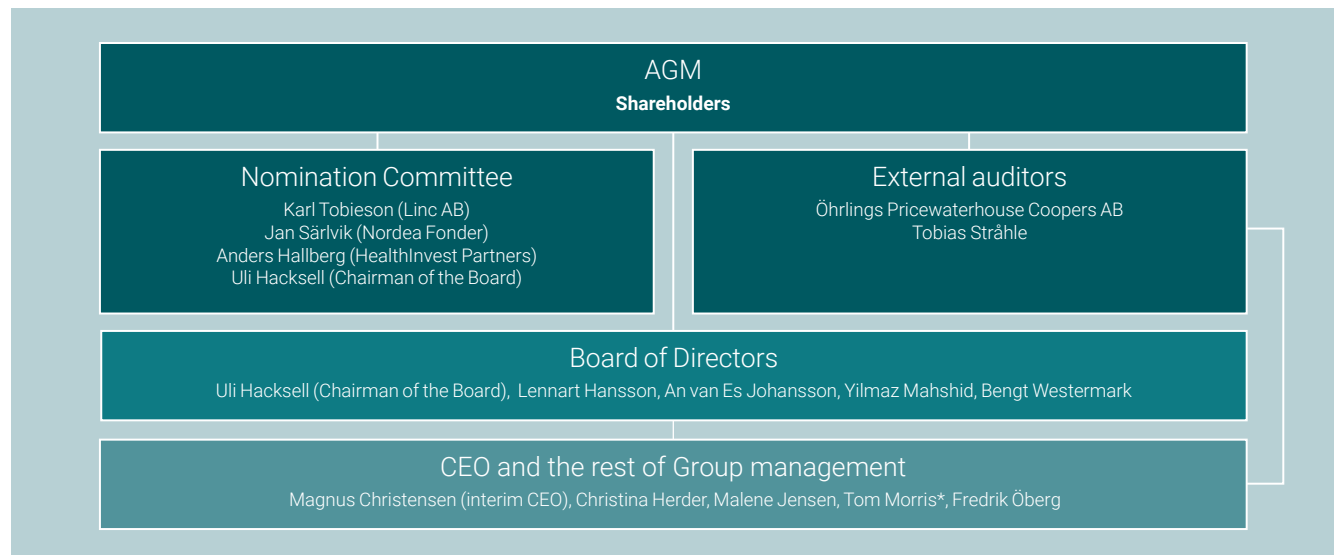 AGM
Shareholders
Nomination Committee
Karl Tobieson (Linc AB)
Jan Särlvik (Nordea Fonder)
Anders Hallberg (HealthInvest Partners)
Uli Hacksell (Chairman of the Board)
External auditors
Öhrlings Pricewaterhouse Coopers AB
Tobias Stråhle
Board of Directors
Uli Hacksell (Chairman of the Board), Lennart Hansson, An van Es Johansson, Yilmaz Mahshid, Bengt Westermark
CEO and the rest of Group management
Magnus Christensen (interim CEO), Christina Herder, Malene Jensen, Tom Morris*, Fredrik Öberg